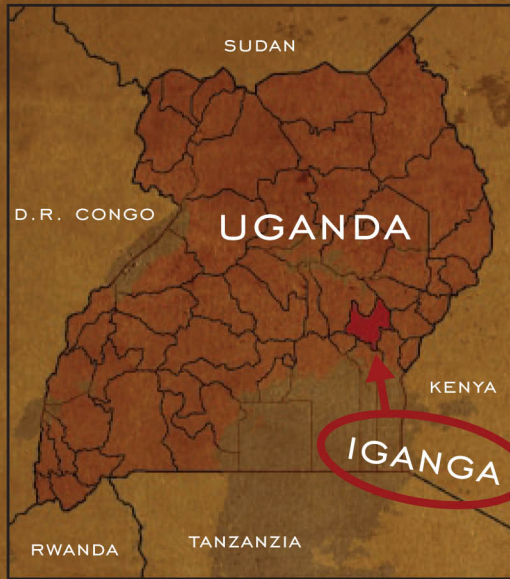 SUDAN
D.R. CONGO
UGANDA
KENYA
IGANGA
TANZANZIA
RWANDA